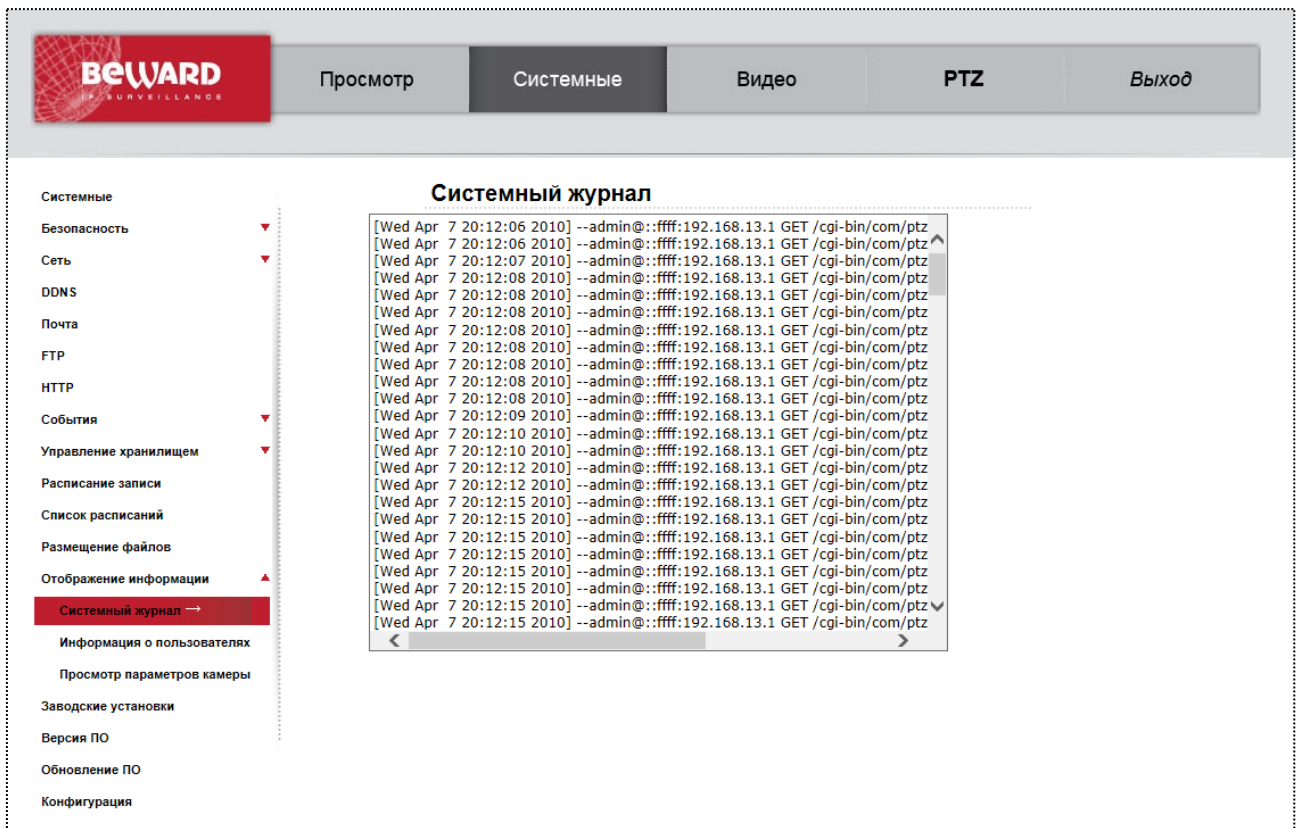 BEWARD
IP SURVEILLANCE
Просмотр
Системные
Видео
PTZ
Выход
Системные
Безопасность
Сеть
DDNS
Почта
FTP
HTTP
События
Управление хранилищем
Расписание записи
Список расписаний
Размещение файлов
Отображение информации
Системный журнал →
Информация о пользователях
Просмотр параметров камеры
Заводские установки
Версия ПО
Обновление ПО
Конфигурация
Системный журнал
[Wed Apr 7 20:12:06 2010] --admin@::ffff:192.168.13.1 GET /cgi-bin/com/ptz
[Wed Apr 7 20:12:06 2010] --admin@::ffff:192.168.13.1 GET /cgi-bin/com/ptz
[Wed Apr 7 20:12:07 2010] --admin@::ffff:192.168.13.1 GET /cgi-bin/com/ptz
[Wed Apr 7 20:12:08 2010] --admin@::ffff:192.168.13.1 GET /cgi-bin/com/ptz
[Wed Apr 7 20:12:08 2010] --admin@::ffff:192.168.13.1 GET /cgi-bin/com/ptz
[Wed Apr 7 20:12:08 2010] --admin@::ffff:192.168.13.1 GET /cgi-bin/com/ptz
[Wed Apr 7 20:12:08 2010] --admin@::ffff:192.168.13.1 GET /cgi-bin/com/ptz
[Wed Apr 7 20:12:08 2010] --admin@::ffff:192.168.13.1 GET /cgi-bin/com/ptz
[Wed Apr 7 20:12:08 2010] --admin@::ffff:192.168.13.1 GET /cgi-bin/com/ptz
[Wed Apr 7 20:12:08 2010] --admin@::ffff:192.168.13.1 GET /cgi-bin/com/ptz
[Wed Apr 7 20:12:08 2010] --admin@::ffff:192.168.13.1 GET /cgi-bin/com/ptz
[Wed Apr 7 20:12:09 2010] --admin@::ffff:192.168.13.1 GET /cgi-bin/com/ptz
[Wed Apr 7 20:12:10 2010] --admin@::ffff:192.168.13.1 GET /cgi-bin/com/ptz
[Wed Apr 7 20:12:10 2010] --admin@::ffff:192.168.13.1 GET /cgi-bin/com/ptz
[Wed Apr 7 20:12:12 2010] --admin@::ffff:192.168.13.1 GET /cgi-bin/com/ptz
[Wed Apr 7 20:12:12 2010] --admin@::ffff:192.168.13.1 GET /cgi-bin/com/ptz
[Wed Apr 7 20:12:15 2010] --admin@::ffff:192.168.13.1 GET /cgi-bin/com/ptz
[Wed Apr 7 20:12:15 2010] --admin@::ffff:192.168.13.1 GET /cgi-bin/com/ptz
[Wed Apr 7 20:12:15 2010] --admin@::ffff:192.168.13.1 GET /cgi-bin/com/ptz
[Wed Apr 7 20:12:15 2010] --admin@::ffff:192.168.13.1 GET /cgi-bin/com/ptz
[Wed Apr 7 20:12:15 2010] --admin@::ffff:192.168.13.1 GET /cgi-bin/com/ptz
[Wed Apr 7 20:12:15 2010] --admin@::ffff:192.168.13.1 GET /cgi-bin/com/ptz
[Wed Apr 7 20:12:15 2010] --admin@::ffff:192.168.13.1 GET /cgi-bin/com/ptz
[Wed Apr 7 20:12:15 2010] --admin@::ffff:192.168.13.1 GET /cgi-bin/com/ptz